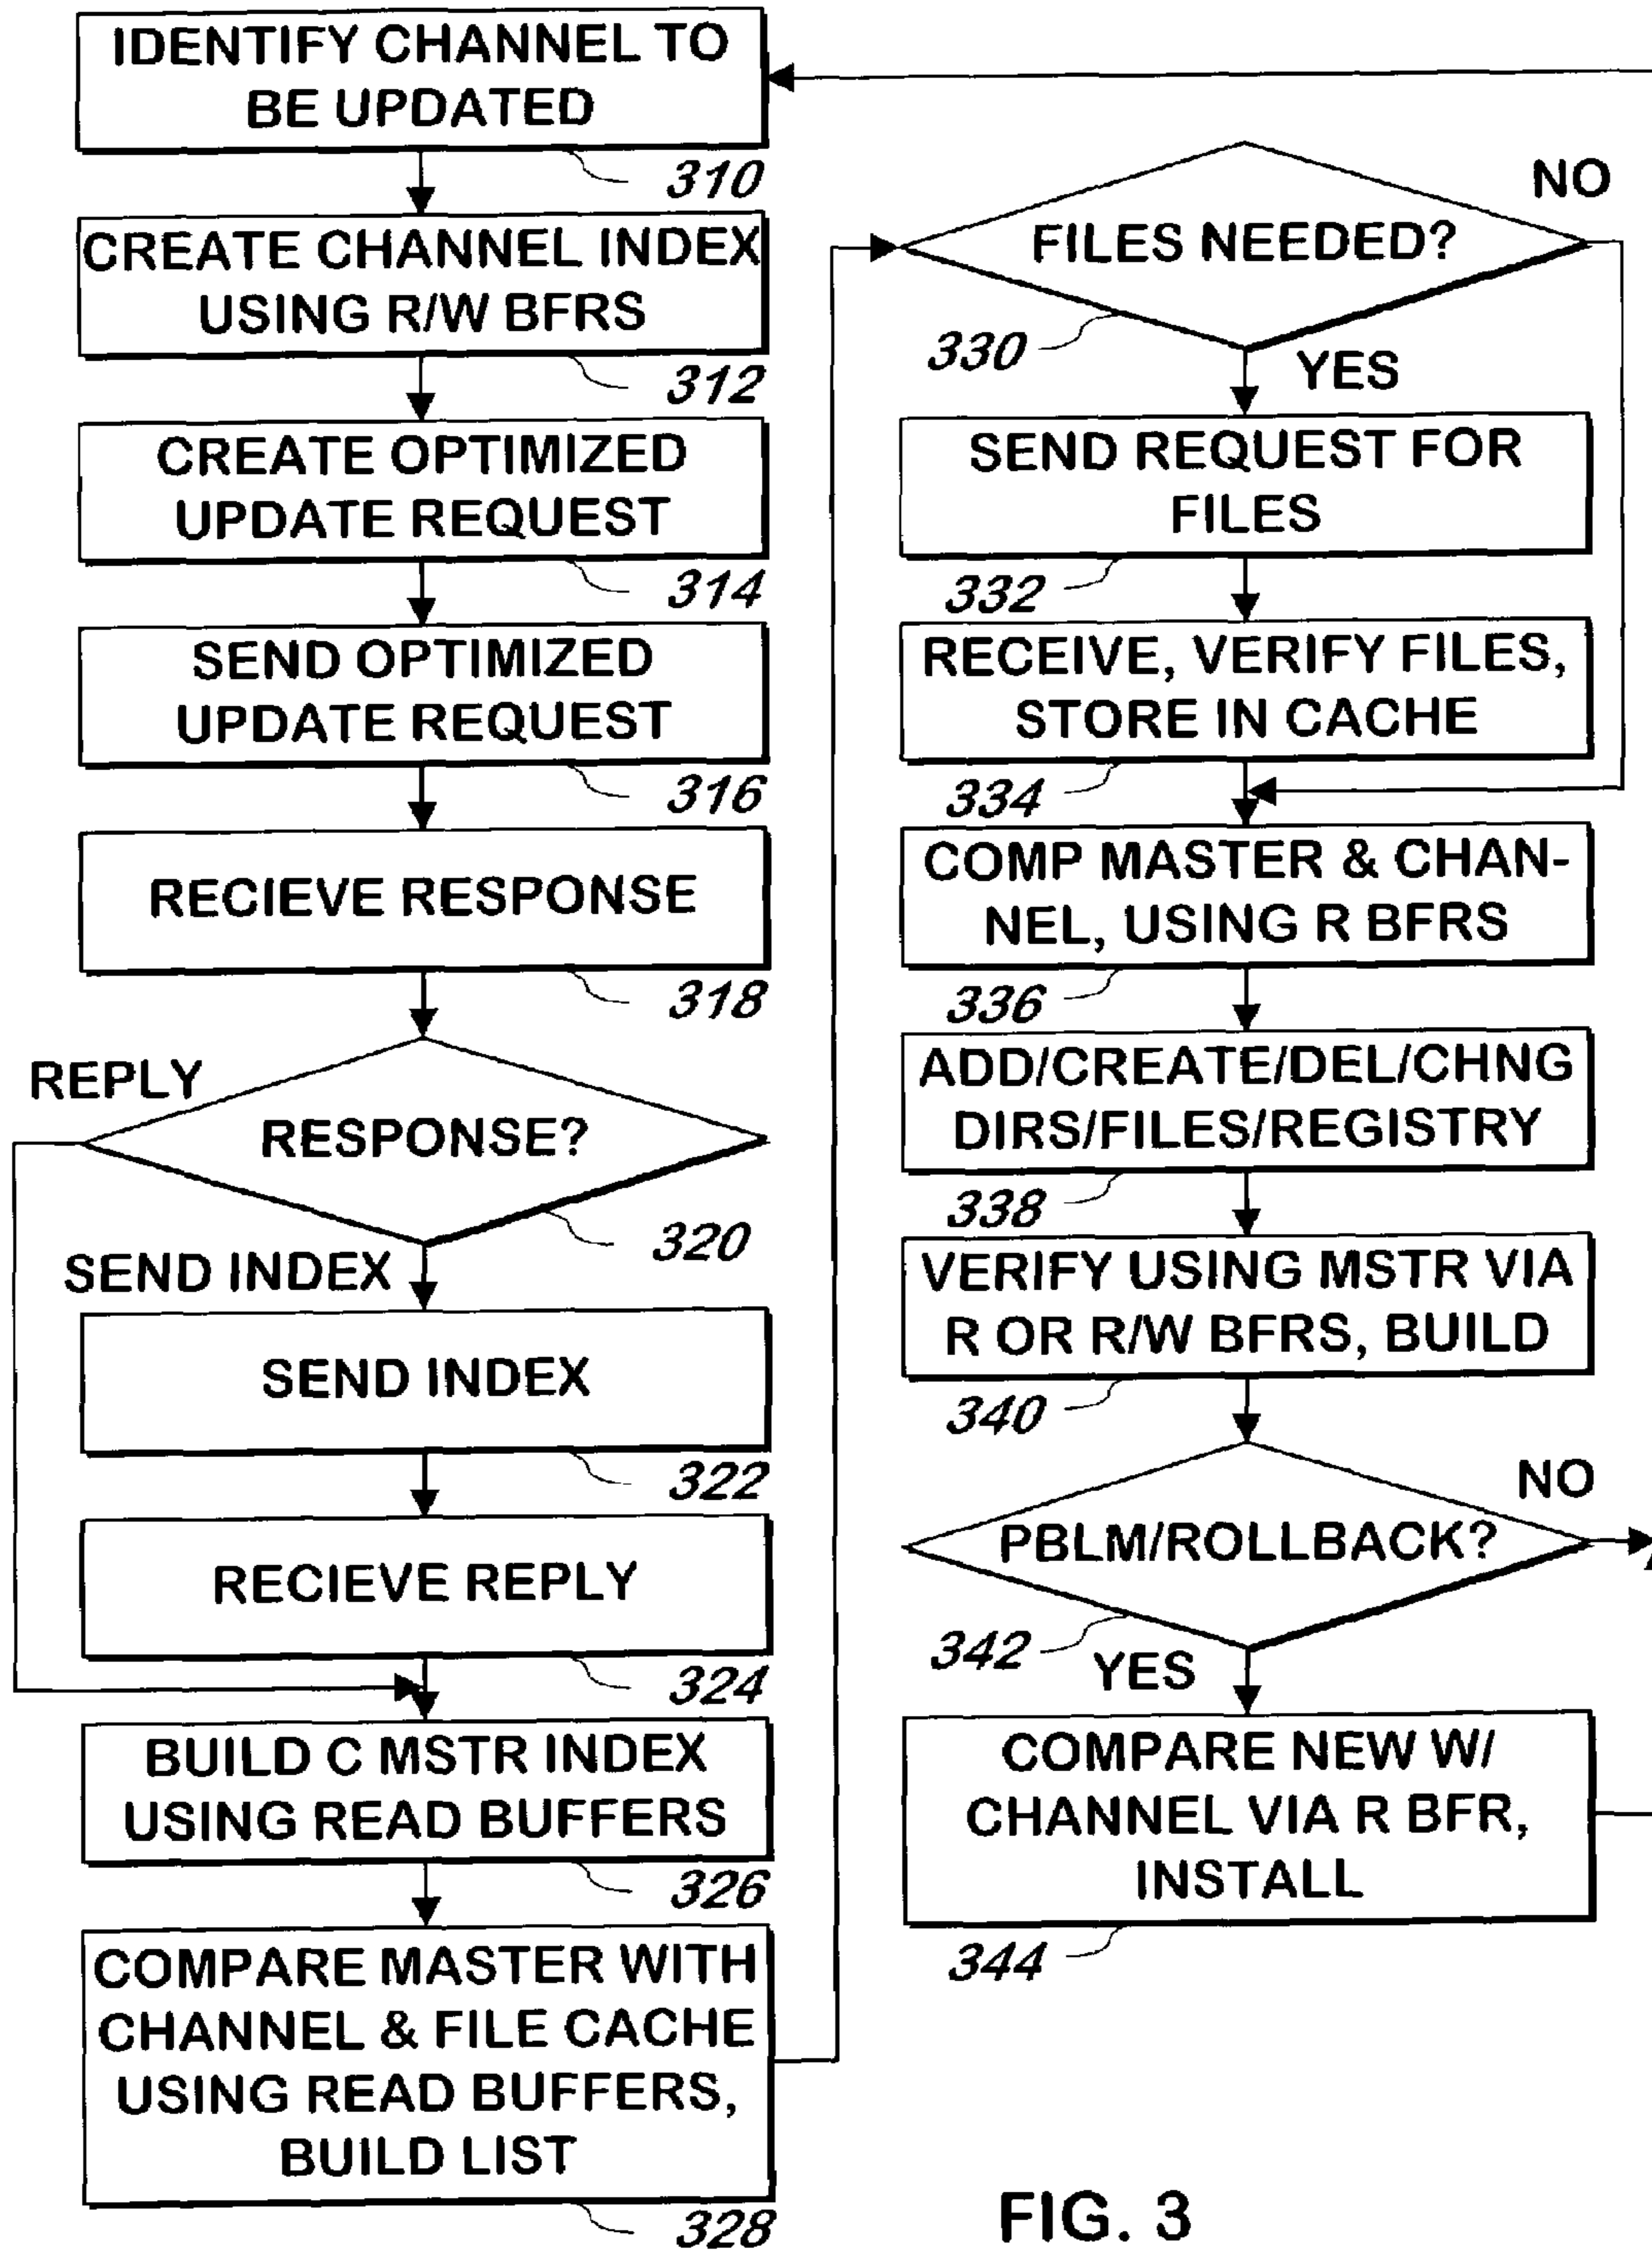 IDENTIFY CHANNEL TO
BE UPDATED
310
CREATE CHANNEL INDEX
USING R/W BFRS
312
CREATE OPTIMIZED
UPDATE REQUEST
314
SEND OPTIMIZED
UPDATE REQUEST
316
RECIEVE RESPONSE
318
REPLY
RESPONSE?
320
SEND INDEX
SEND INDEX
322
RECIEVE REPLY
324
BUILD C MSTR INDEX
USING READ BUFFERS
326
COMPARE MASTER WITH
CHANNEL & FILE CACHE
USING READ BUFFERS,
BUILD LIST
328
NO
FILES NEEDED?
330
YES
SEND REQUEST FOR
FILES
332
RECEIVE, VERIFY FILES,
STORE IN CACHE
334
COMP MASTER & CHAN-
NEL, USING R BFRS
336
ADD/CREATE/DEL/CHNG
DIRS/FILES/REGISTRY
338
VERIFY USING MSTR VIA
R OR R/W BFRS, BUILD
340
NO
PBLM/ROLLBACK?
342
YES
COMPARE NEW W/
CHANNEL VIA R BFR,
INSTALL
344
FIG. 3